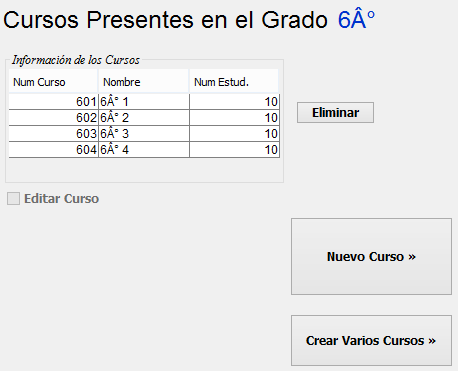 Cursos Presentes en el Grado 6Â°
Información de los Cursos
Num Curso Nombre Num Estud.
601 6Â° 1 10
602 6Â° 2 10
603 6Â° 3 10
604 6Â° 4 10
Eliminar
Editar Curso
Nuevo Curso »
Crear Varios Cursos »